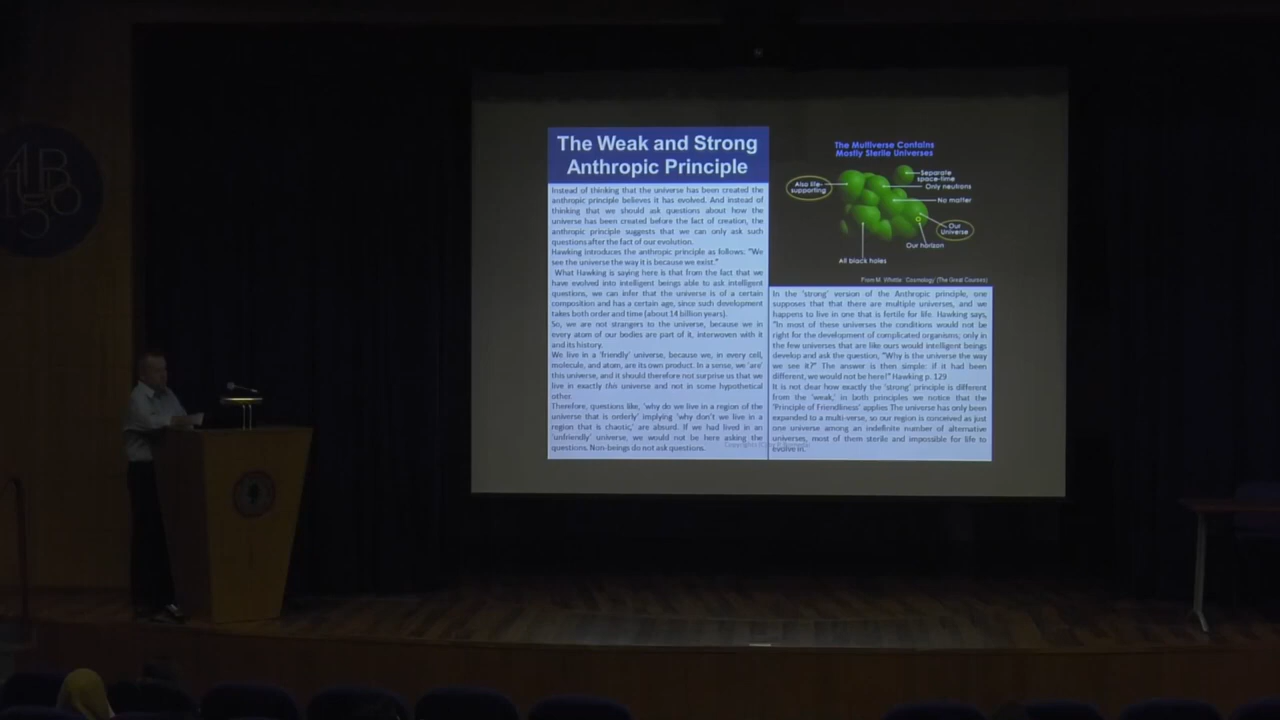 The Weak and Strong
Anthropic Principle
Instead of thinking that the universe has been created the
anthropic principle believes it has evolved. And instead of
thinking that we should ask questions about how the
universe has been created before the fact of creation, the
anthropic principle suggests that we can only ask such
questions after the fact of our evolution.
Hawking introduces the anthropic principle as follows: "We
see the universe the way it is because we exist."
What Hawking is saying here is that from the fact that we
have evolved into intelligent beings able to ask intelligent
questions, we can infer that the universe is of a certain
composition and has a certain age, since such development
takes both order and time (about 14 billion years).
So, we are not strangers to the universe, because we in
every atom of our bodies are part of it, interwoven with it
and its history.
We live in a 'friendly' universe, because we, in every cell,
molecule, and atom, are its own product. In a sense, we 'are'
this universe, and it should therefore not surprise us that we
live in exactly this universe and not in some hypothetical
other.
Therefore, questions like, 'why do we live in a region of the
universe that is orderly' implying 'why don't we live in a
region that is chaotic,' are absurd. If we had lived in an
'unfriendly' universe, we would not be here asking the
questions. Non-beings do not ask questions.
The Multiverse Contains
Mostly Sterile Universes
Also life-
supporting
Separate
space-time
Only neutrons
No matter
Our
Universe
Our horizon
All black holes
From M. Whittle 'Cosmology' (The Great Courses)
In the 'strong' version of the Anthropic principle, one
supposes that that there are multiple universes, and we
happens to live in one that is fertile for life. Hawking says,
"In most of these universes the conditions would not be
right for the development of complicated organisms; only in
the few universes that are like ours would intelligent beings
develop and ask the question, "Why is the universe the way
we see it?" The answer is then simple: if it had been
different, we would not be here!" Hawking p. 129
It is not clear how exactly the 'strong' principle is different
from the 'weak,' in both principles we notice that the
'Principle of Friendliness' applies The universe has only been
expanded to a multi-verse, so our region is conceived as just
one universe among an indefinite number of alternative
universes, most of them sterile and impossible for life to
evolve in.